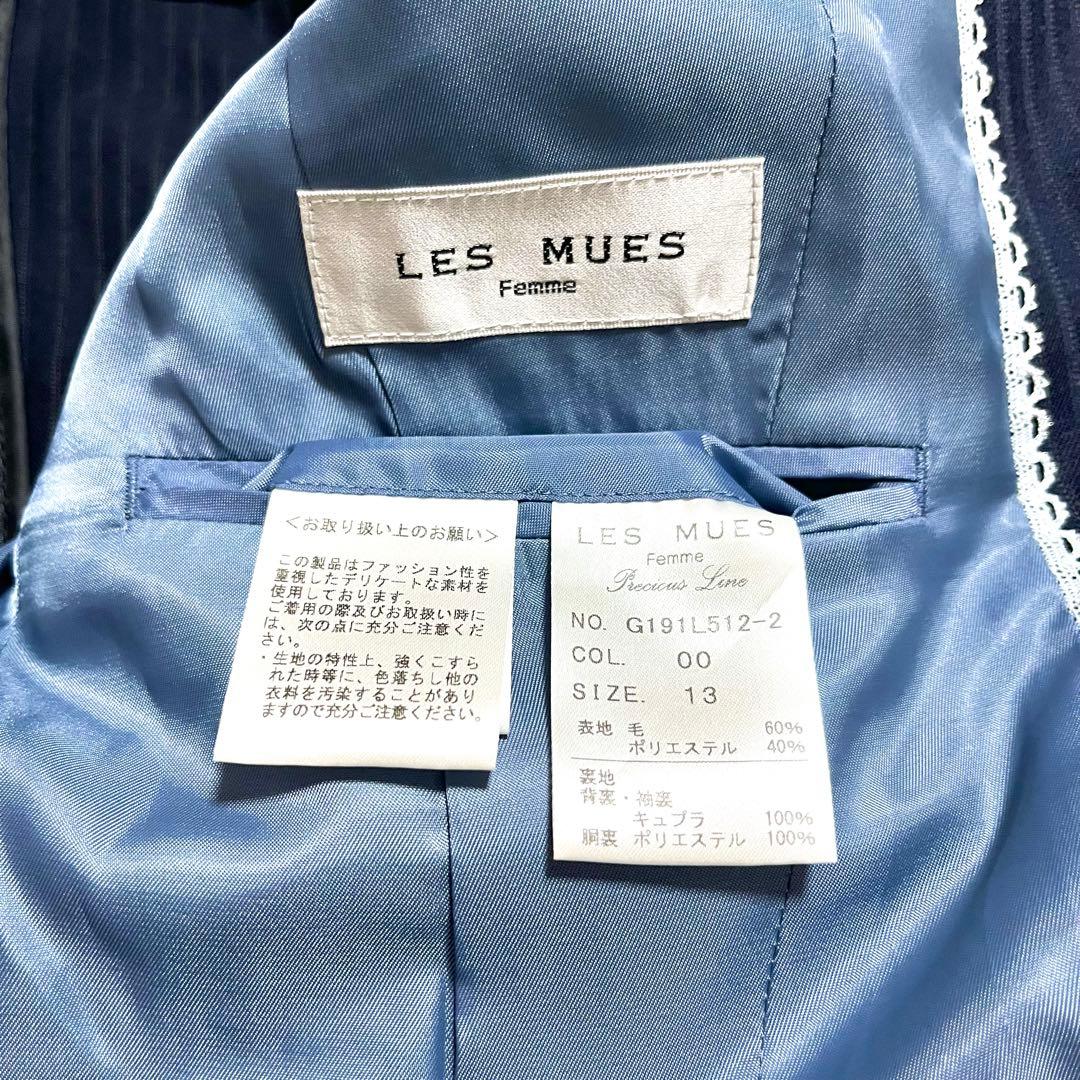 LES MUES
Femme
＜お取り扱い上のお願い＞
この製品はファッション性を
重視したデリケートな素材を
使用しております。
ご着用の際及びお取扱い時に
は、次の点に充分ご注意くださ
い。
・生地の特性上、強くこすら
れた時等に、色落ちし他の
衣料を汚染することがあり
ますので充分ご注意ください。
LES MUES
Femme
Precious Line
NO. G191L512-2
COL. 00
SIZE. 13
表地 毛 60%
ポリエステル 40%
裏地
背裏・袖裏
キュプラ 100%
胴裏 ポリエステル 100%